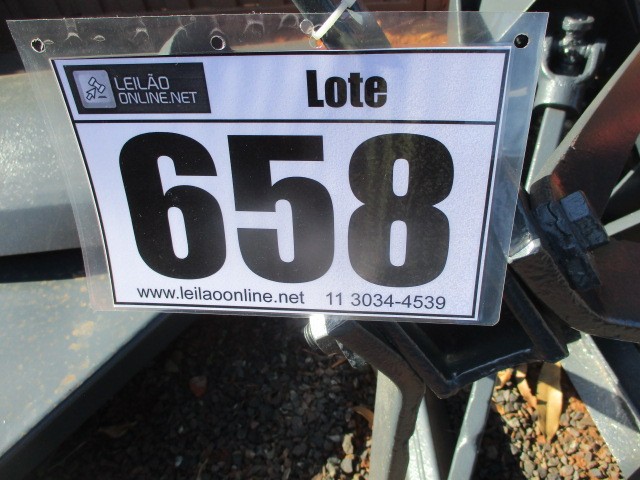 LEILÃO
ONLINE.NET
Lote
658
www.leilaoonline.net 11 3034-4539